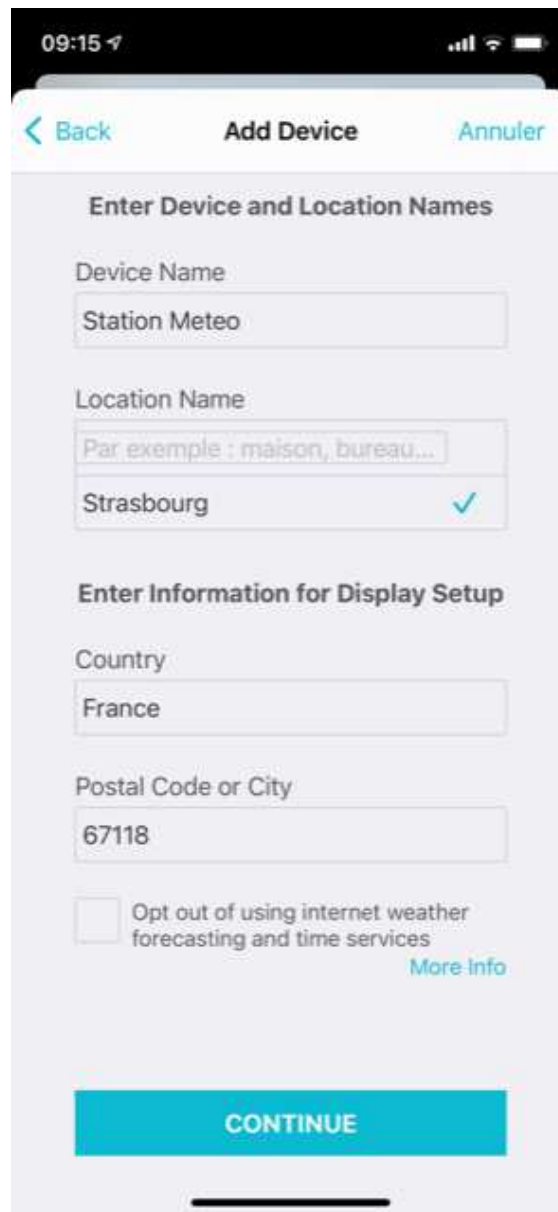 09:15
Back Add Device Annuler
Enter Device and Location Names
Device Name
Station Meteo
Location Name
Par exemple : maison, bureau...
Strasbourg
Enter Information for Display Setup
Country
France
Postal Code or City
67118
Opt out of using internet weather
forecasting and time services
More Info
CONTINUE